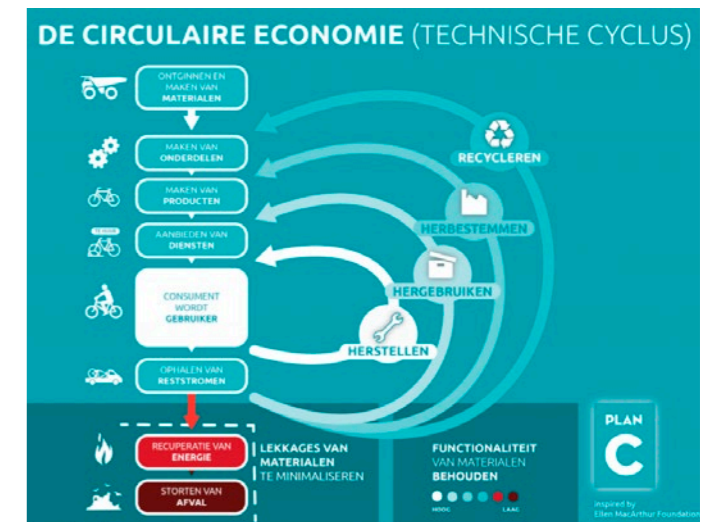 DE CIRCULAIRE ECONOMIE (TECHNISCHE CYCLUS)
ONTGINNEN EN
MAKEN VAN
MATERIALEN
MAKEN VAN
ONDERDELEN
MAKEN VAN
PRODUCTEN
TE HUUR
AANBIEDEN VAN
DIENSTEN
CONSUMENT
WORDT
GEBRUIKER
OPHALEN VAN
RESTSTROMEN
RECUPERATIE VAN
ENERGIE
STORTEN VAN
AFVAL
RECYCLEREN
HERBESTEMMEN
HERGEBRUIKEN
HERSTELLEN
LEKKAGES VAN
MATERIALEN
TE MINIMALISEREN
FUNCTIONALITEIT
VAN MATERIALEN
BEHOUDEN
HOOG
LAAG
PLAN
C
inspired by
Ellen MacArthur Foundation